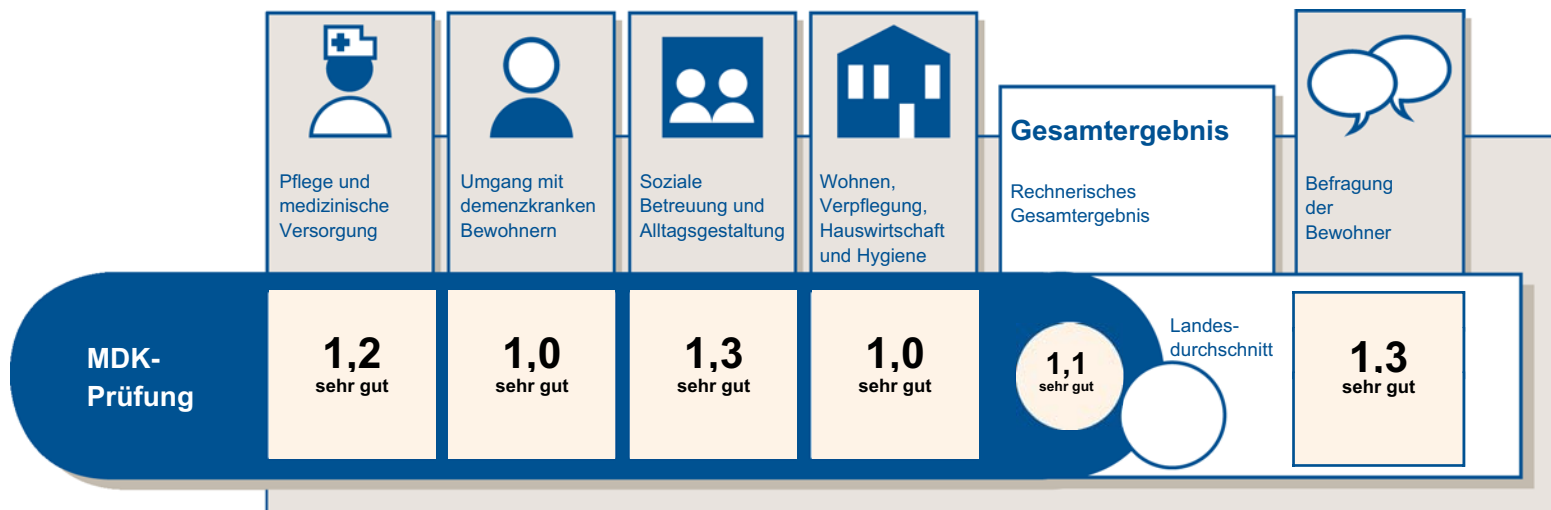 Pflege und
medizinische
Versorgung
Umgang mit
demenzkranken
Bewohnern
Soziale
Betreuung und
Alltagsgestaltung
Wohnen,
Verpflegung,
Hauswirtschaft
und Hygiene
Gesamtergebnis
Rechnerisches
Gesamtergebnis
Befragung
der
Bewohner
MDK-
Prüfung
1,2
sehr gut
1,0
sehr gut
1,3
sehr gut
1,0
sehr gut
1,1
sehr gut
Landes-
durchschnitt
1,3
sehr gut